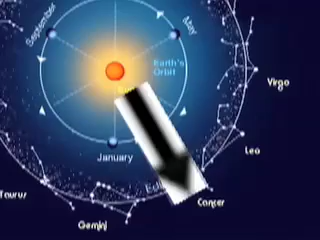 September
May
Earth's
Orbit
Virgo
January
Leo
Taurus
Cancer
Gemini